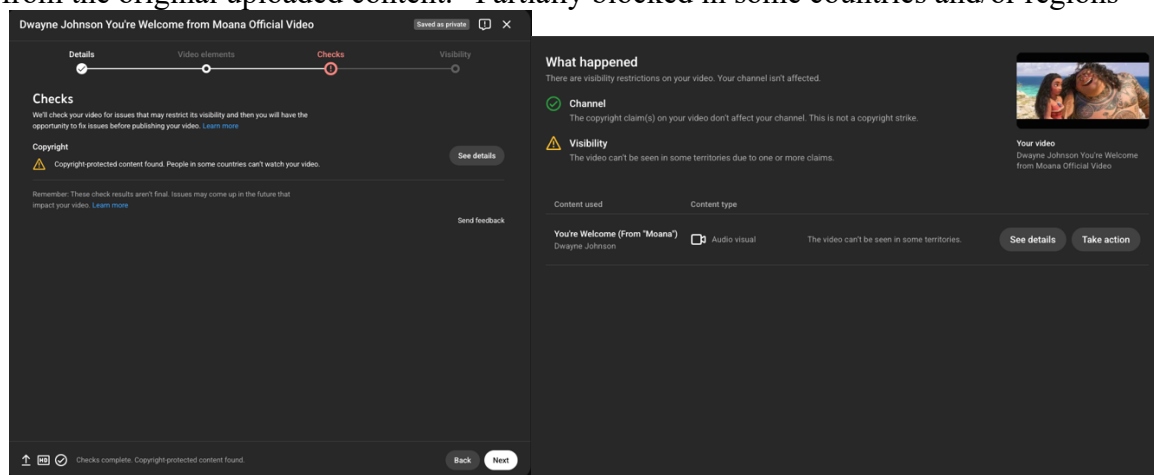 from the original uploaded content. "Partially blocked in some countries and/or regions"
Dwayne Johnson You're Welcome from Moana Official Video
Saved as private
Details
Video elements
Checks
Visibility
Checks
We'll check your video for issues that may restrict its visibility and then you will have the
opportunity to fix issues before publishing your video. Learn more
Copyright
Copyright-protected content found. People in some countries can't watch your video.
See details
Remember: These check results aren't final. Issues may come up in the future that
impact your video. Learn more
Send feedback
HD
Checks complete. Copyright-protected content found.
Back
Next
What happened
There are visibility restrictions on your video. Your channel isn't affected.
Channel
The copyright claim(s) on your video don't affect your channel. This is not a copyright strike.
Visibility
The video can't be seen in some territories due to one or more claims.
Your video
Dwayne Johnson You're Welcome
from Moana Official Video
Content used
Content type
You're Welcome (From "Moana")
Dwayne Johnson
Audio visual
The video can't be seen in some territories.
See details
Take action